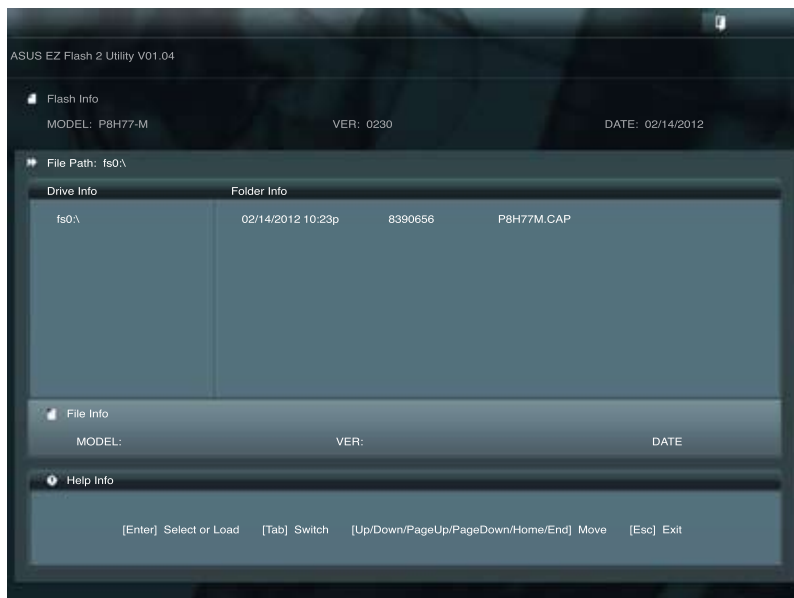 ASUS EZ Flash 2 Utility V01.04
Flash Info
MODEL: P8H77-M VER: 0230 DATE: 02/14/2012
File Path: fs0:\
Drive Info Folder Info
fs0:\ 02/14/2012 10:23p 8390656 P8H77M.CAP
File Info
MODEL: VER: DATE
Help Info
[Enter] Select or Load [Tab] Switch [Up/Down/PageUp/PageDown/Home/End] Move [Esc] Exit